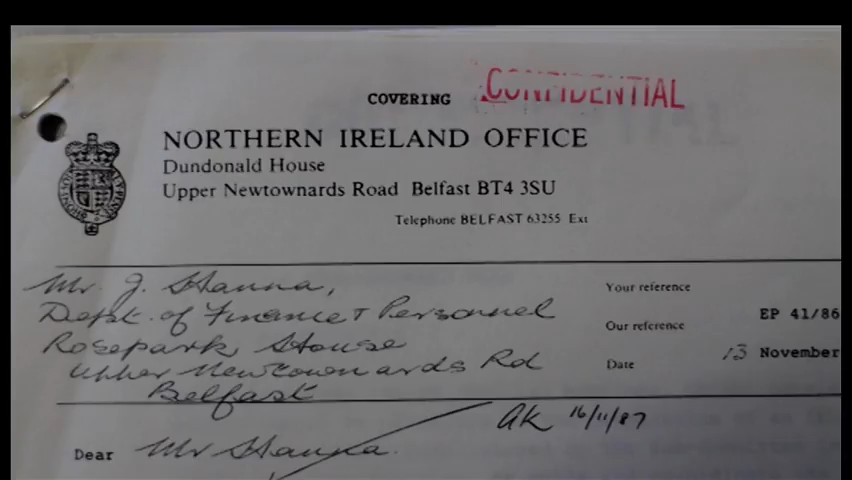 COVERING CONFIDENTIAL
NORTHERN IRELAND OFFICE
Dundonald House
Upper Newtownards Road Belfast BT4 3SU
Telephone BELFAST 63255 Ext
Mr. J. Hanna,
Dept. of Finance & Personnel
Rosepark House
Upper Newtownards Rd
Belfast
Your reference
Our reference EP 41/86
Date 13 November
AK 16/11/87
Dear Mr Hanna.